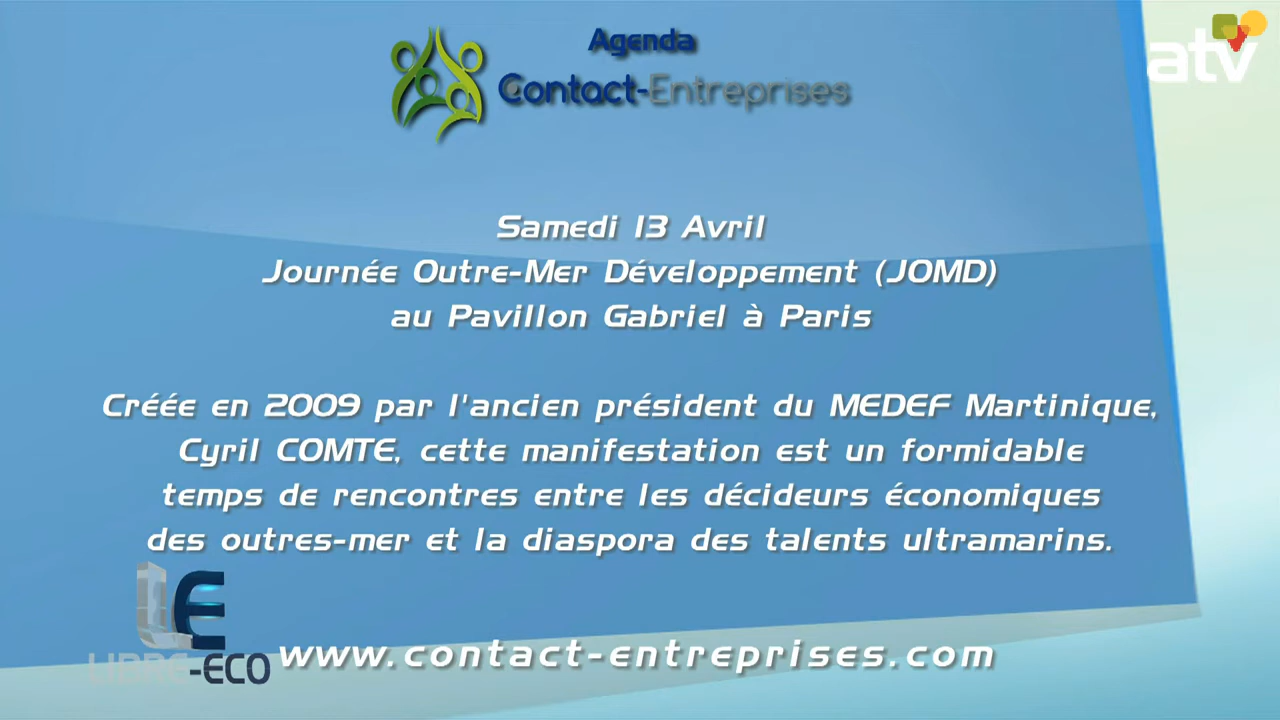 Agenda
Contact-Entreprises
atv
Samedi 13 Avril
Journée Outre-Mer Développement (JOMD)
au Pavillon Gabriel à Paris
Créée en 2009 par l'ancien président du MEDEF Martinique,
Cyril COMTE, cette manifestation est un formidable
temps de rencontres entre les décideurs économiques
des outres-mer et la diaspora des talents ultramarins.
LE
LIBRE-ECO
www.contact-entreprises.com